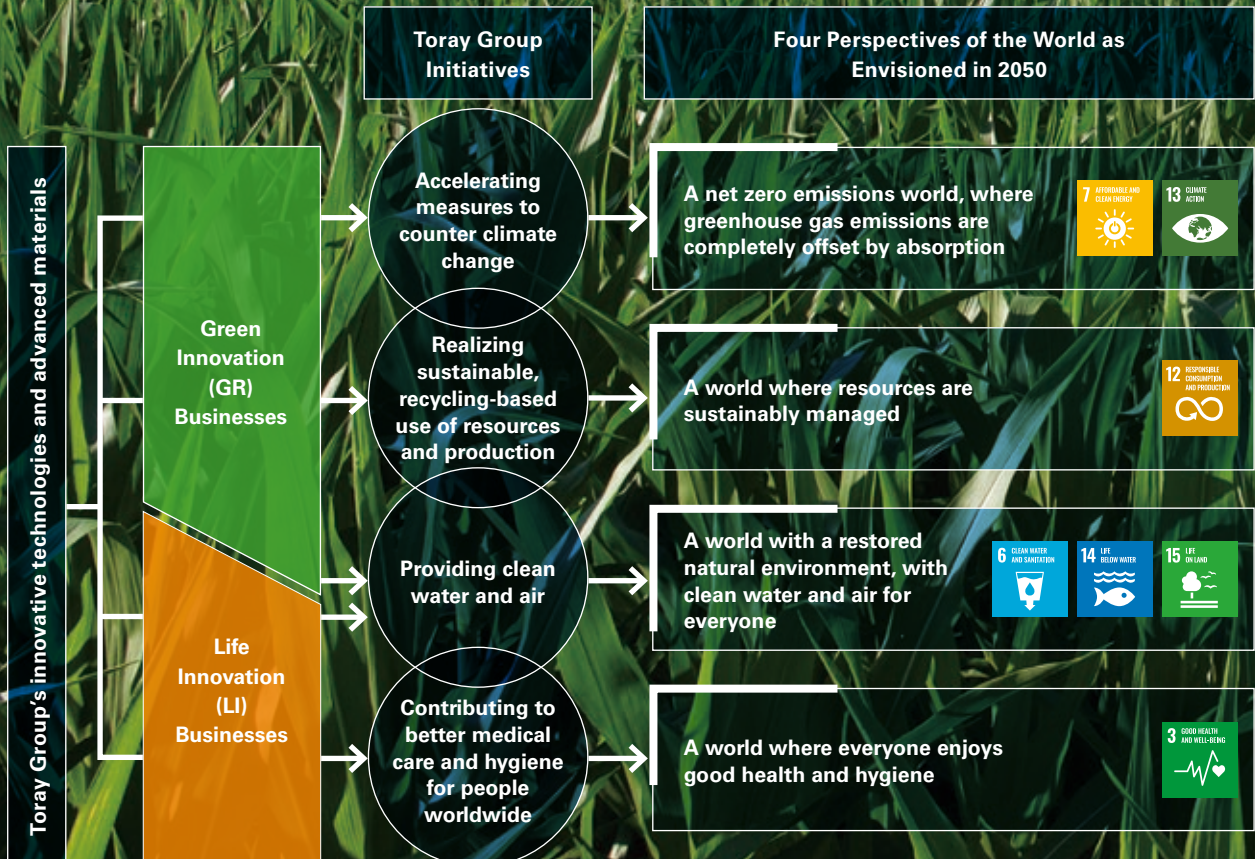 Toray Group
Initiatives
Four Perspectives of the World as
Envisioned in 2050
Toray Group's innovative technologies and advanced materials
Green
Innovation
(GR)
Businesses
Life
Innovation
(LI)
Businesses
Accelerating
measures to
counter climate
change
A net zero emissions world, where
greenhouse gas emissions are
completely offset by absorption
7 AFFORDABLE AND
CLEAN ENERGY
13 CLIMATE
ACTION
Realizing
sustainable,
recycling-based
use of resources
and production
A world where resources are
sustainably managed
12 RESPONSIBLE
CONSUMPTION
AND PRODUCTION
Providing clean
water and air
A world with a restored
natural environment, with
clean water and air for
everyone
6 CLEAN WATER
AND SANITATION
14 LIFE
BELOW WATER
15 LIFE
ON LAND
Contributing to
better medical
care and hygiene
for people
worldwide
A world where everyone enjoys
good health and hygiene
3 GOOD HEALTH
AND WELL-BEING